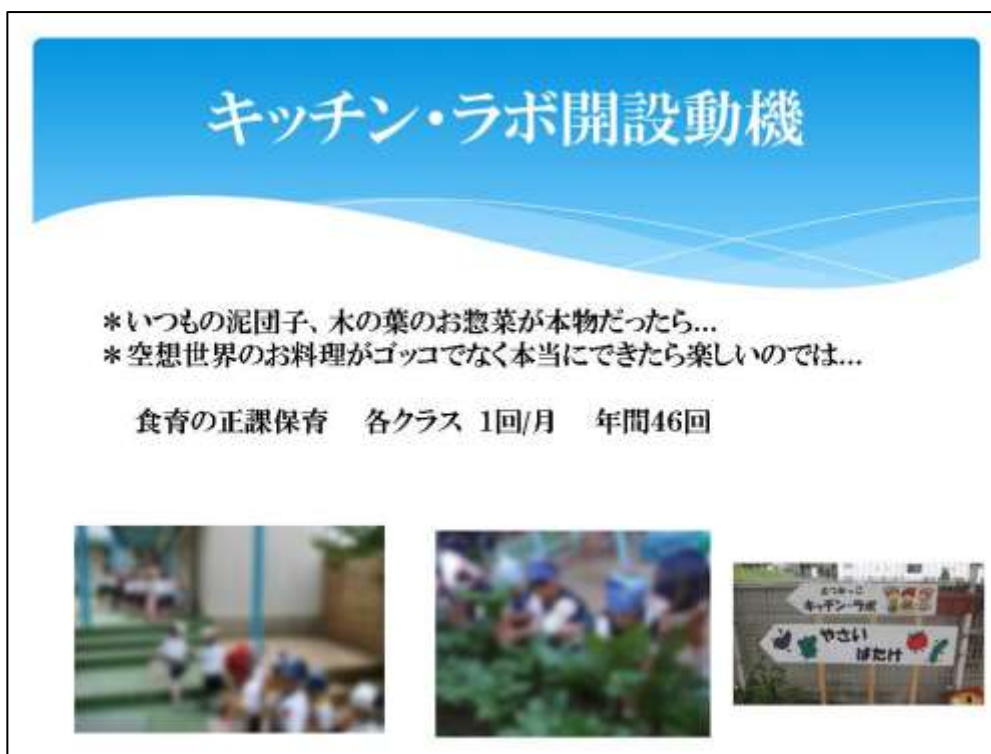 キッチン・ラボ開設動機
＊いつもの泥団子、木の葉のお惣菜が本物だったら...
＊空想世界のお料理がゴッコでなく本当にできたら楽しいのでは...
食育の正課保育　各クラス 1回/月　年間46回
キッチン・ラボ
やさい
ばたけ